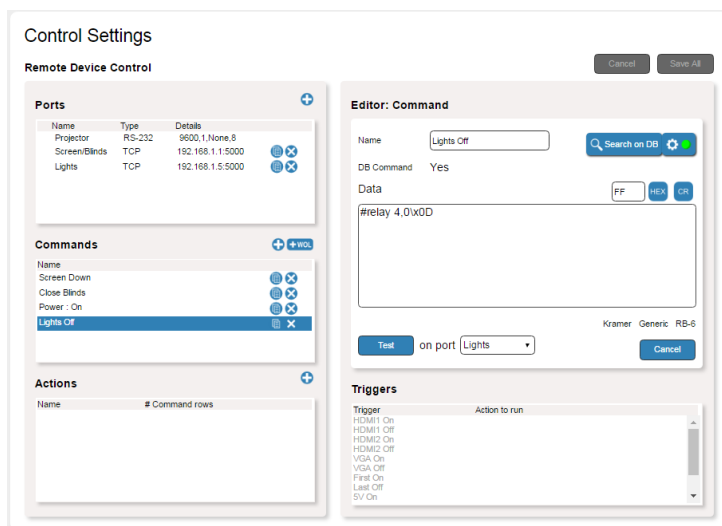 Control Settings
Remote Device Control
Cancel Save All
Ports
Name Type Details
Projector RS-232 9600,1,None,8
Screen/Blinds TCP 192.168.1.1:5000
Lights TCP 192.168.1.5:5000
Commands
+WOL
Name
Screen Down
Close Blinds
Power : On
Lights Off
Actions
Name # Command rows
Editor: Command
Name Lights Off Search on DB
DB Command Yes
Data FF HEX CR
#relay 4,0\x0D
Kramer Generic RB-6
Test on port Lights Cancel
Triggers
Trigger Action to run
HDMI1 On
HDMI1 Off
HDMI2 On
HDMI2 Off
VGA On
VGA Off
First On
Last Off
5V On